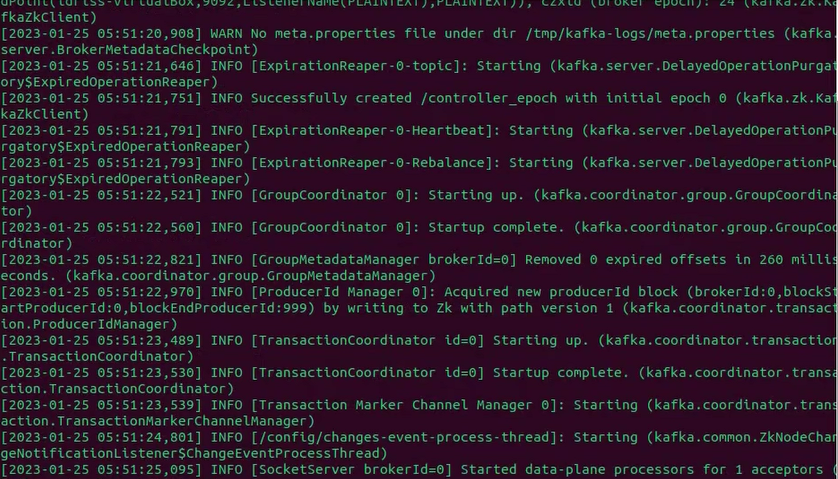 dPoint(tdrtss-VirtualBox,9092,ListenerName(PLAINTEXT),PLAINTEXT)), czxid (broker epoch): 24 (kafka.zk.Ka
fkaZkClient)
[2023-01-25 05:51:20,908] WARN No meta.properties file under dir /tmp/kafka-logs/meta.properties (kafka.
server.BrokerMetadataCheckpoint)
[2023-01-25 05:51:21,646] INFO [ExpirationReaper-0-topic]: Starting (kafka.server.DelayedOperationPurgat
ory$ExpiredOperationReaper)
[2023-01-25 05:51:21,751] INFO Successfully created /controller_epoch with initial epoch 0 (kafka.zk.Kaf
kaZkClient)
[2023-01-25 05:51:21,791] INFO [ExpirationReaper-0-Heartbeat]: Starting (kafka.server.DelayedOperationPu
rgatory$ExpiredOperationReaper)
[2023-01-25 05:51:21,793] INFO [ExpirationReaper-0-Rebalance]: Starting (kafka.server.DelayedOperationPu
rgatory$ExpiredOperationReaper)
[2023-01-25 05:51:22,521] INFO [GroupCoordinator 0]: Starting up. (kafka.coordinator.group.GroupCoordina
tor)
[2023-01-25 05:51:22,560] INFO [GroupCoordinator 0]: Startup complete. (kafka.coordinator.group.GroupCoo
rdinator)
[2023-01-25 05:51:22,821] INFO [GroupMetadataManager brokerId=0] Removed 0 expired offsets in 260 millis
econds. (kafka.coordinator.group.GroupMetadataManager)
[2023-01-25 05:51:22,970] INFO [ProducerId Manager 0]: Acquired new producerId block (brokerId:0,blockSt
artProducerId:0,blockEndProducerId:999) by writing to Zk with path version 1 (kafka.coordinator.transact
ion.ProducerIdManager)
[2023-01-25 05:51:23,489] INFO [TransactionCoordinator id=0] Starting up. (kafka.coordinator.transaction
.TransactionCoordinator)
[2023-01-25 05:51:23,530] INFO [TransactionCoordinator id=0] Startup complete. (kafka.coordinator.transa
ction.TransactionCoordinator)
[2023-01-25 05:51:23,539] INFO [Transaction Marker Channel Manager 0]: Starting (kafka.coordinator.trans
action.TransactionMarkerChannelManager)
[2023-01-25 05:51:24,801] INFO [/config/changes-event-process-thread]: Starting (kafka.common.ZkNodeChan
geNotificationListener$ChangeEventProcessThread)
[2023-01-25 05:51:25,095] INFO [SocketServer brokerId=0] Started data-plane processors for 1 acceptors (